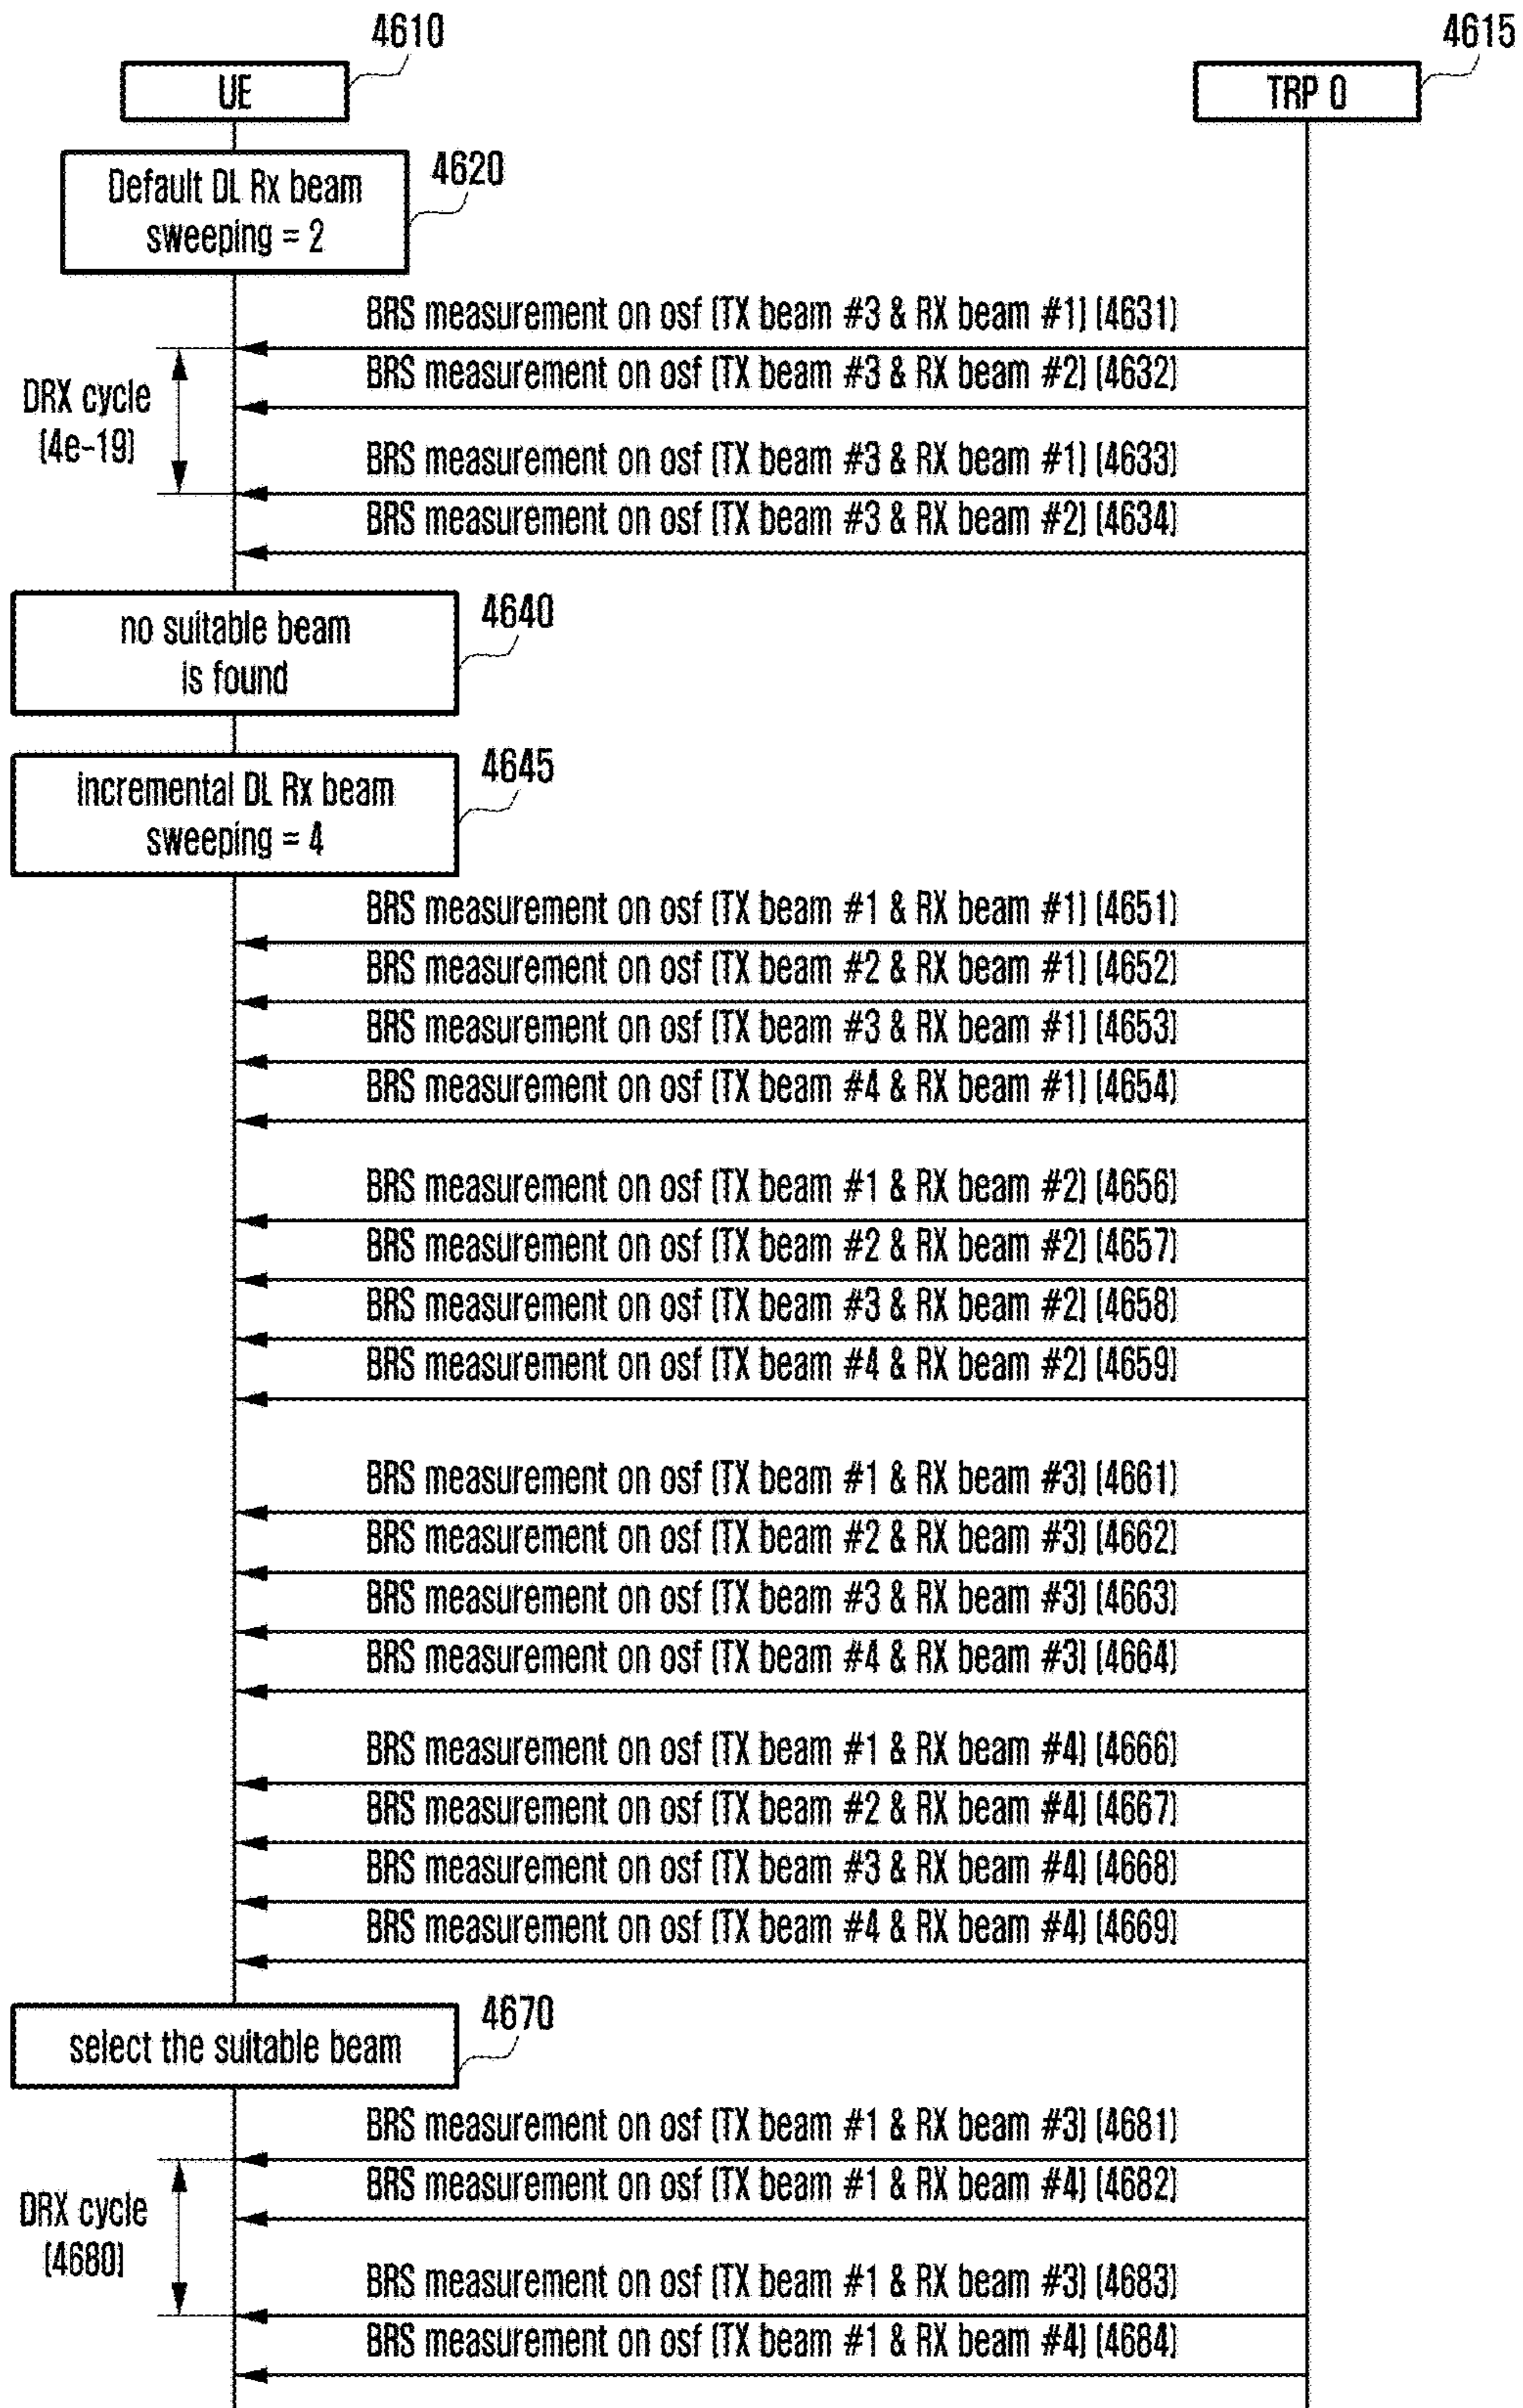 4610
4615
UE
TRP 0
4620
Default DL Rx beam
sweeping = 2
BRS measurement on osf (TX beam #3 & RX beam #1) (4631)
BRS measurement on osf (TX beam #3 & RX beam #2) (4632)
DRX cycle
(4e-19)
BRS measurement on osf (TX beam #3 & RX beam #1) (4633)
BRS measurement on osf (TX beam #3 & RX beam #2) (4634)
4640
no suitable beam
is found
4645
incremental DL Rx beam
sweeping = 4
BRS measurement on osf (TX beam #1 & RX beam #1) (4651)
BRS measurement on osf (TX beam #2 & RX beam #1) (4652)
BRS measurement on osf (TX beam #3 & RX beam #1) (4653)
BRS measurement on osf (TX beam #4 & RX beam #1) (4654)
BRS measurement on osf (TX beam #1 & RX beam #2) (4656)
BRS measurement on osf (TX beam #2 & RX beam #2) (4657)
BRS measurement on osf (TX beam #3 & RX beam #2) (4658)
BRS measurement on osf (TX beam #4 & RX beam #2) (4659)
BRS measurement on osf (TX beam #1 & RX beam #3) (4661)
BRS measurement on osf (TX beam #2 & RX beam #3) (4662)
BRS measurement on osf (TX beam #3 & RX beam #3) (4663)
BRS measurement on osf (TX beam #4 & RX beam #3) (4664)
BRS measurement on osf (TX beam #1 & RX beam #4) (4666)
BRS measurement on osf (TX beam #2 & RX beam #4) (4667)
BRS measurement on osf (TX beam #3 & RX beam #4) (4668)
BRS measurement on osf (TX beam #4 & RX beam #4) (4669)
4670
select the suitable beam
BRS measurement on osf (TX beam #1 & RX beam #3) (4681)
BRS measurement on osf (TX beam #1 & RX beam #4) (4682)
DRX cycle
(4680)
BRS measurement on osf (TX beam #1 & RX beam #3) (4683)
BRS measurement on osf (TX beam #1 & RX beam #4) (4684)